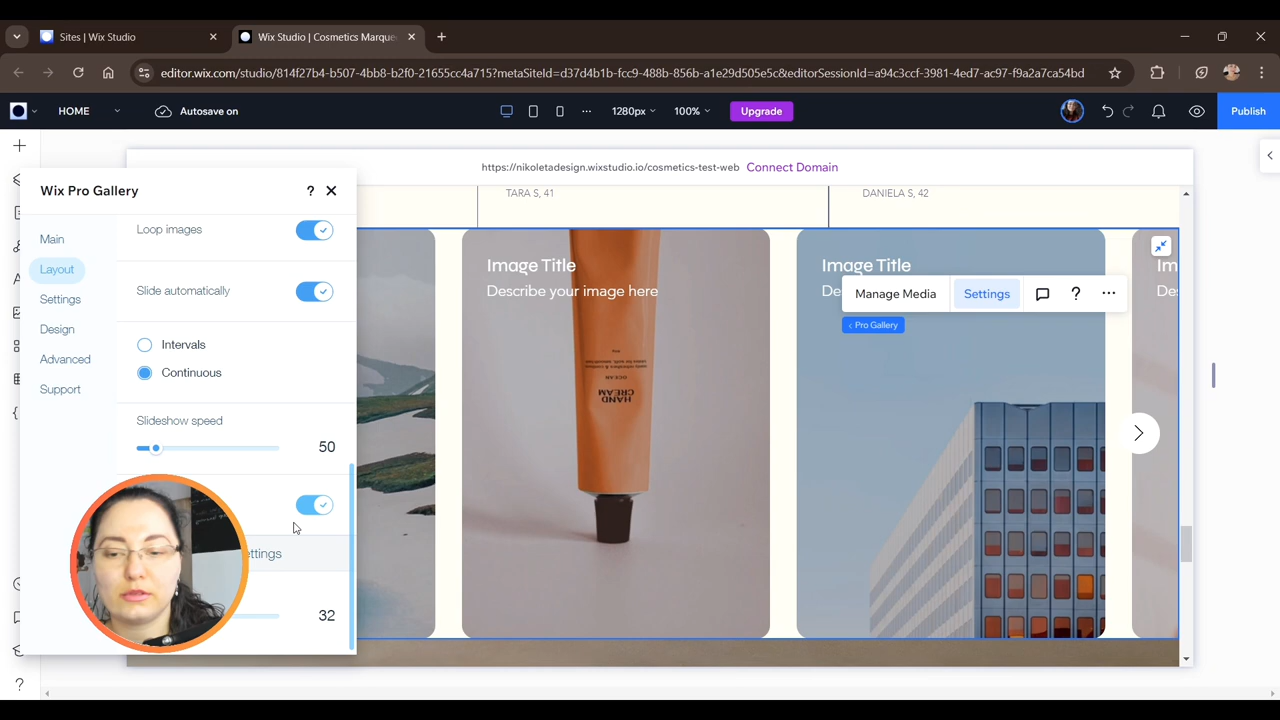 Sites | Wix Studio
Wix Studio | Cosmetics Marque
editor.wix.com/studio/814f27b4-b507-4bb8-b2f0-21655cc4a715?metaSiteId=d37d4b1b-fcc9-488b-856b-a1e29d505e5c&editorSessionId=a94c3ccf-3981-4ed7-ac97-f9a2a7ca54bd
HOME
Autosave on
1280px
100%
Upgrade
Publish
https://nikoletadesign.wixstudio.io/cosmetics-test-web
Connect Domain
Wix Pro Gallery
?
Main
Layout
Settings
Design
Advanced
Support
Loop images
Slide automatically
Intervals
Continuous
Slideshow speed
50
ettings
32
TARA S, 41
DANIELA S, 42
Image Title
Describe your image here
HAND
CREAM
OCEAN
Image Title
De
Manage Media
Settings
?
Pro Gallery
Im
Des
?